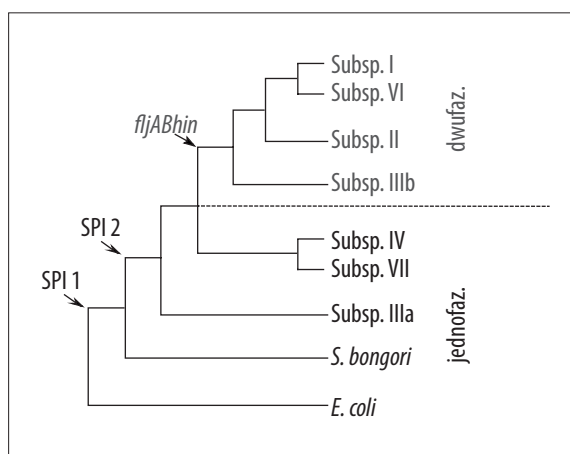 Subsp. I
Subsp. VI
fljABhin
Subsp. II
dwufaz.
Subsp. IIIb
SPI 2
Subsp. IV
Subsp. VII
SPI 1
Subsp. IIIa
jednofaz.
S. bongori
E. coli